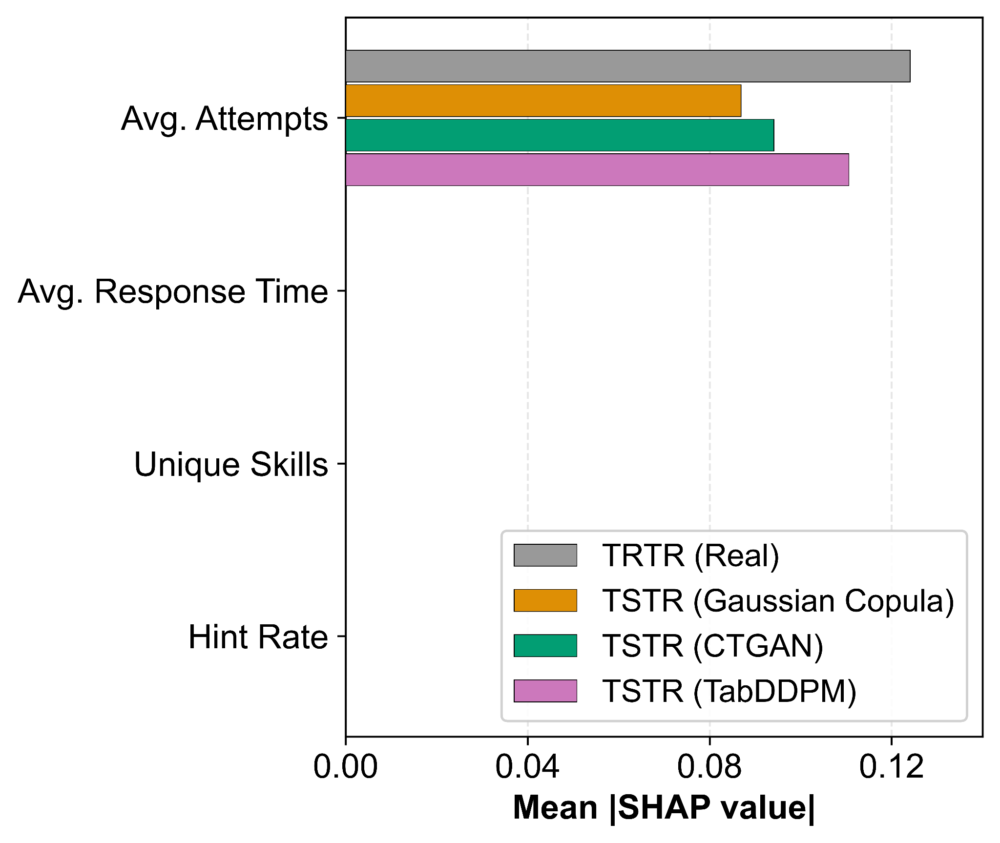 Avg. Attempts
Avg. Response Time
Unique Skills
Hint Rate
TRTR (Real)
TSTR (Gaussian Copula)
TSTR (CTGAN)
TSTR (TabDDPM)
0.00 0.04 0.08 0.12
Mean |SHAP value|